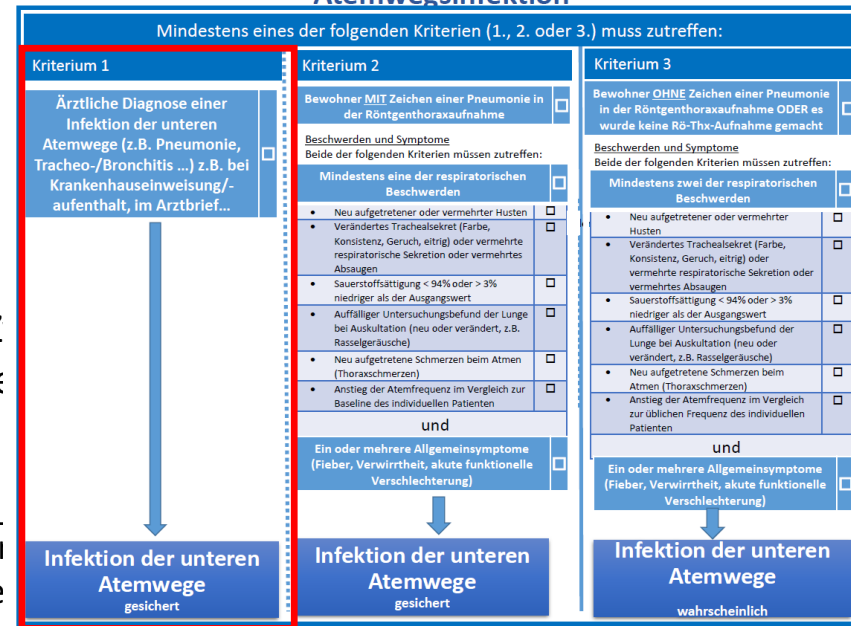 Atemwegsinfektion
Mindestens eines der folgenden Kriterien (1., 2. oder 3.) muss zutreffen:
Kriterium 1
Ärztliche Diagnose einer
Infektion der unteren
Atemwege (z.B. Pneumonie,
Tracheo-/Bronchitis ...) z.B. bei
Krankenhauseinweisung/-
aufenthalt, im Arztbrief...
Infektion der unteren
Atemwege
gesichert
Kriterium 2
Bewohner MIT Zeichen einer Pneumonie in
der Röntgenthoraxaufnahme
Beschwerden und Symptome
Beide der folgenden Kriterien müssen zutreffen:
Mindestens eine der respiratorischen
Beschwerden
• Neu aufgetretener oder vermehrter Husten
• Verändertes Trachealsekret (Farbe,
Konsistenz, Geruch, eitrig) oder vermehrte
respiratorische Sekretion oder vermehrtes
Absaugen
• Sauerstoffsättigung < 94% oder > 3%
niedriger als der Ausgangswert
• Auffälliger Untersuchungsbefund der Lunge
bei Auskultation (neu oder verändert, z.B.
Rasselgeräusche)
• Neu aufgetretene Schmerzen beim Atmen
(Thoraxschmerzen)
• Anstieg der Atemfrequenz im Vergleich zur
Baseline des individuellen Patienten
und
Ein oder mehrere Allgemeinsymptome
(Fieber, Verwirrtheit, akute funktionelle
Verschlechterung)
Infektion der unteren
Atemwege
gesichert
Kriterium 3
Bewohner OHNE Zeichen einer Pneumonie
in der Röntgenthoraxaufnahme ODER es
wurde keine Rö-Thx-Aufnahme gemacht
Beschwerden und Symptome
Beide der folgenden Kriterien müssen zutreffen:
Mindestens zwei der respiratorischen
Beschwerden
• Neu aufgetretener oder vermehrter
Husten
• Verändertes Trachealsekret (Farbe,
Konsistenz, Geruch, eitrig) oder
vermehrte respiratorische Sekretion oder
vermehrtes Absaugen
• Sauerstoffsättigung < 94% oder > 3%
niedriger als der Ausgangswert
• Auffälliger Untersuchungsbefund der
Lunge bei Auskultation (neu oder
verändert, z.B. Rasselgeräusche)
• Neu aufgetretene Schmerzen beim
Atmen (Thoraxschmerzen)
• Anstieg der Atemfrequenz im Vergleich
zur üblichen Frequenz des individuellen
Patienten
und
Ein oder mehrere Allgemeinsymptome
(Fieber, Verwirrtheit, akute funktionelle
Verschlechterung)
Infektion der unteren
Atemwege
wahrscheinlich